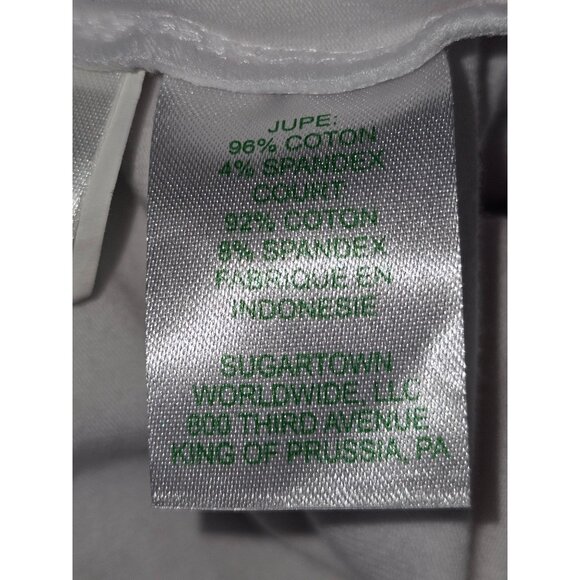 JUPE:
96% COTON
4% SPANDEX
COURT
92% COTON
8% SPANDEX
FABRIQUE EN
INDONESIE
SUGARTOWN
WORLDWIDE, LLC
800 THIRD AVENUE
KING OF PRUSSIA, PA